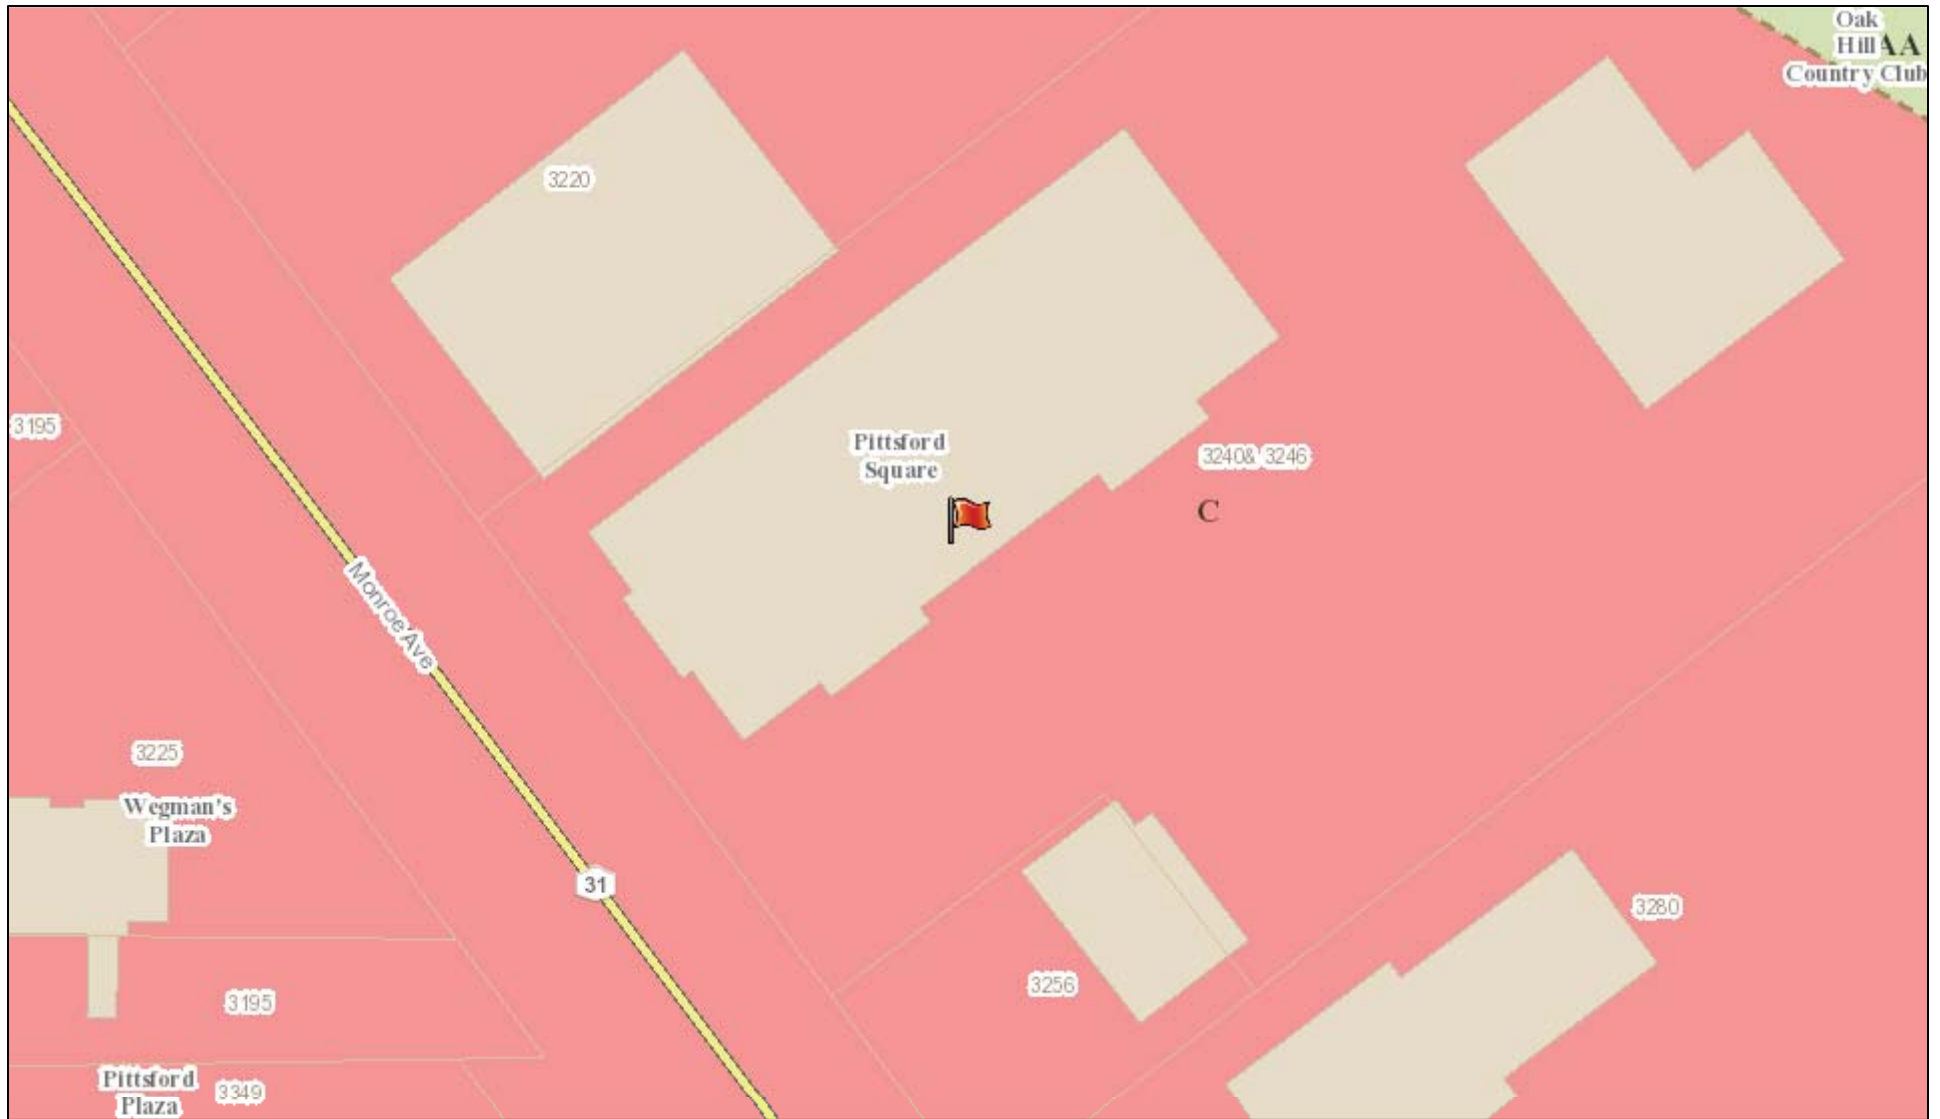 Oak
Hill AA
Country Club
3220
3195
Pittsford
Square
3240& 3246
C
Monroe Ave
3225
Wegman's
Plaza
31
3280
3256
3195
Pittsford
Plaza
3349